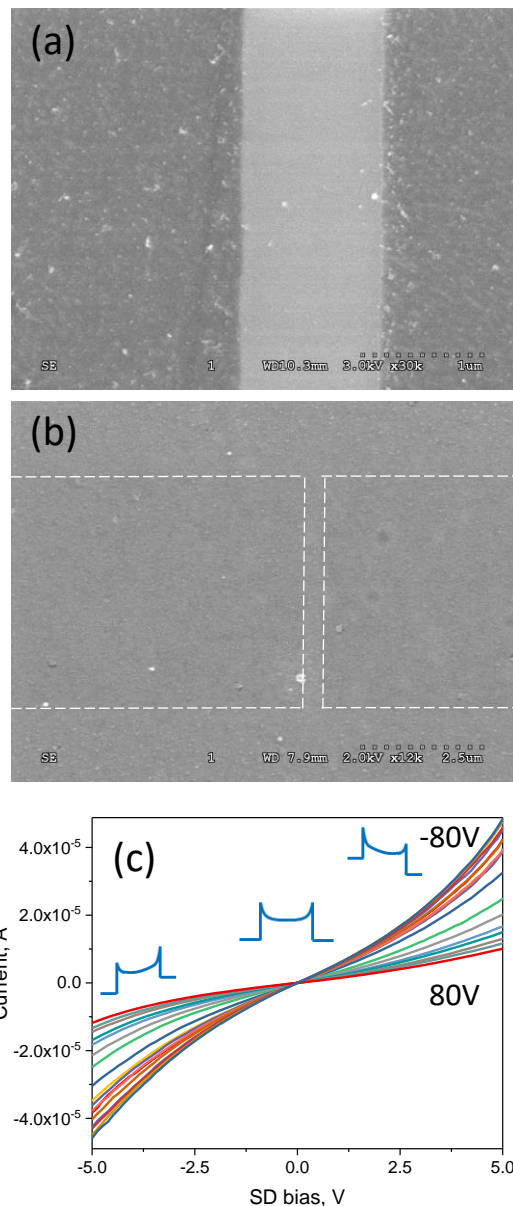 (a)
SE 1 WD10.3mm 3.0kV x30k 1um
(b)
SE 1 WD 7.9mm 2.0kV x12k 2.5um
(c)
-80V
80V
4.0x10-5
2.0x10-5
0.0
-2.0x10-5
-4.0x10-5
Current, A
-5.0 -2.5 0.0 2.5 5.0
SD bias, V